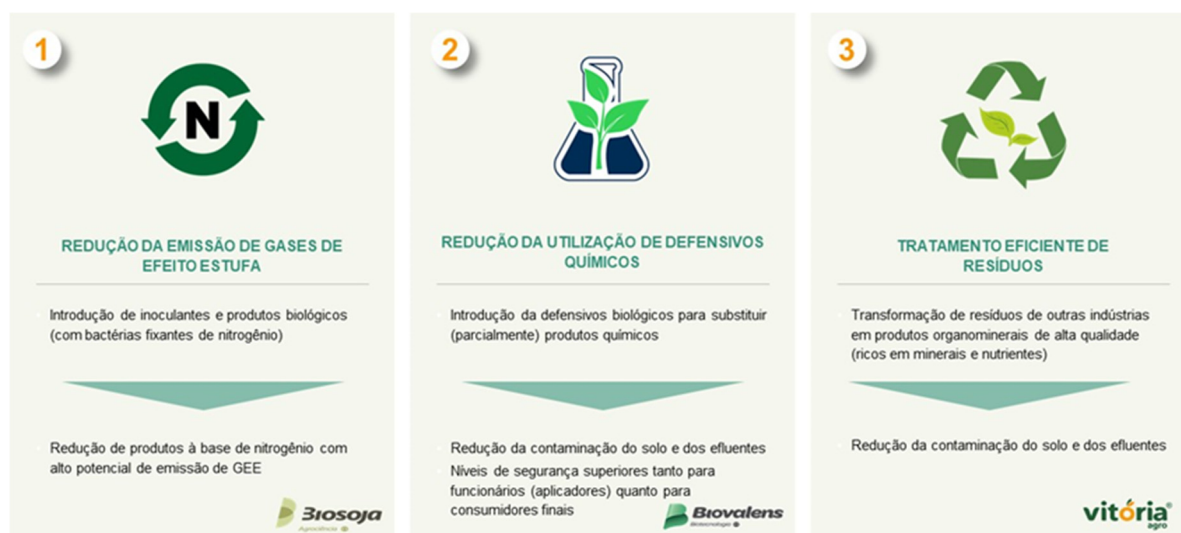 1
N
REDUÇÃO DA EMISSÃO DE GASES DE
EFEITO ESTUFA
Introdução de inoculantes e produtos biológicos
(com bactérias fixantes de nitrogênio)
Redução de produtos à base de nitrogênio com
alto potencial de emissão de GEE
Biosoja
Agrociência
2
REDUÇÃO DA UTILIZAÇÃO DE DEFENSIVOS
QUÍMICOS
Introdução da defensivos biológicos para substituir
(parcialmente) produtos químicos
Redução da contaminação do solo e dos efluentes
Níveis de segurança superiores tanto para
funcionários (aplicadores) quanto para
consumidores finais
Biovalens
Biotecnologia
3
TRATAMENTO EFICIENTE DE
RESÍDUOS
Transformação de resíduos de outras indústrias
em produtos organominerais de alta qualidade
(ricos em minerais e nutrientes)
Redução da contaminação do solo e dos efluentes
vitória®
agro